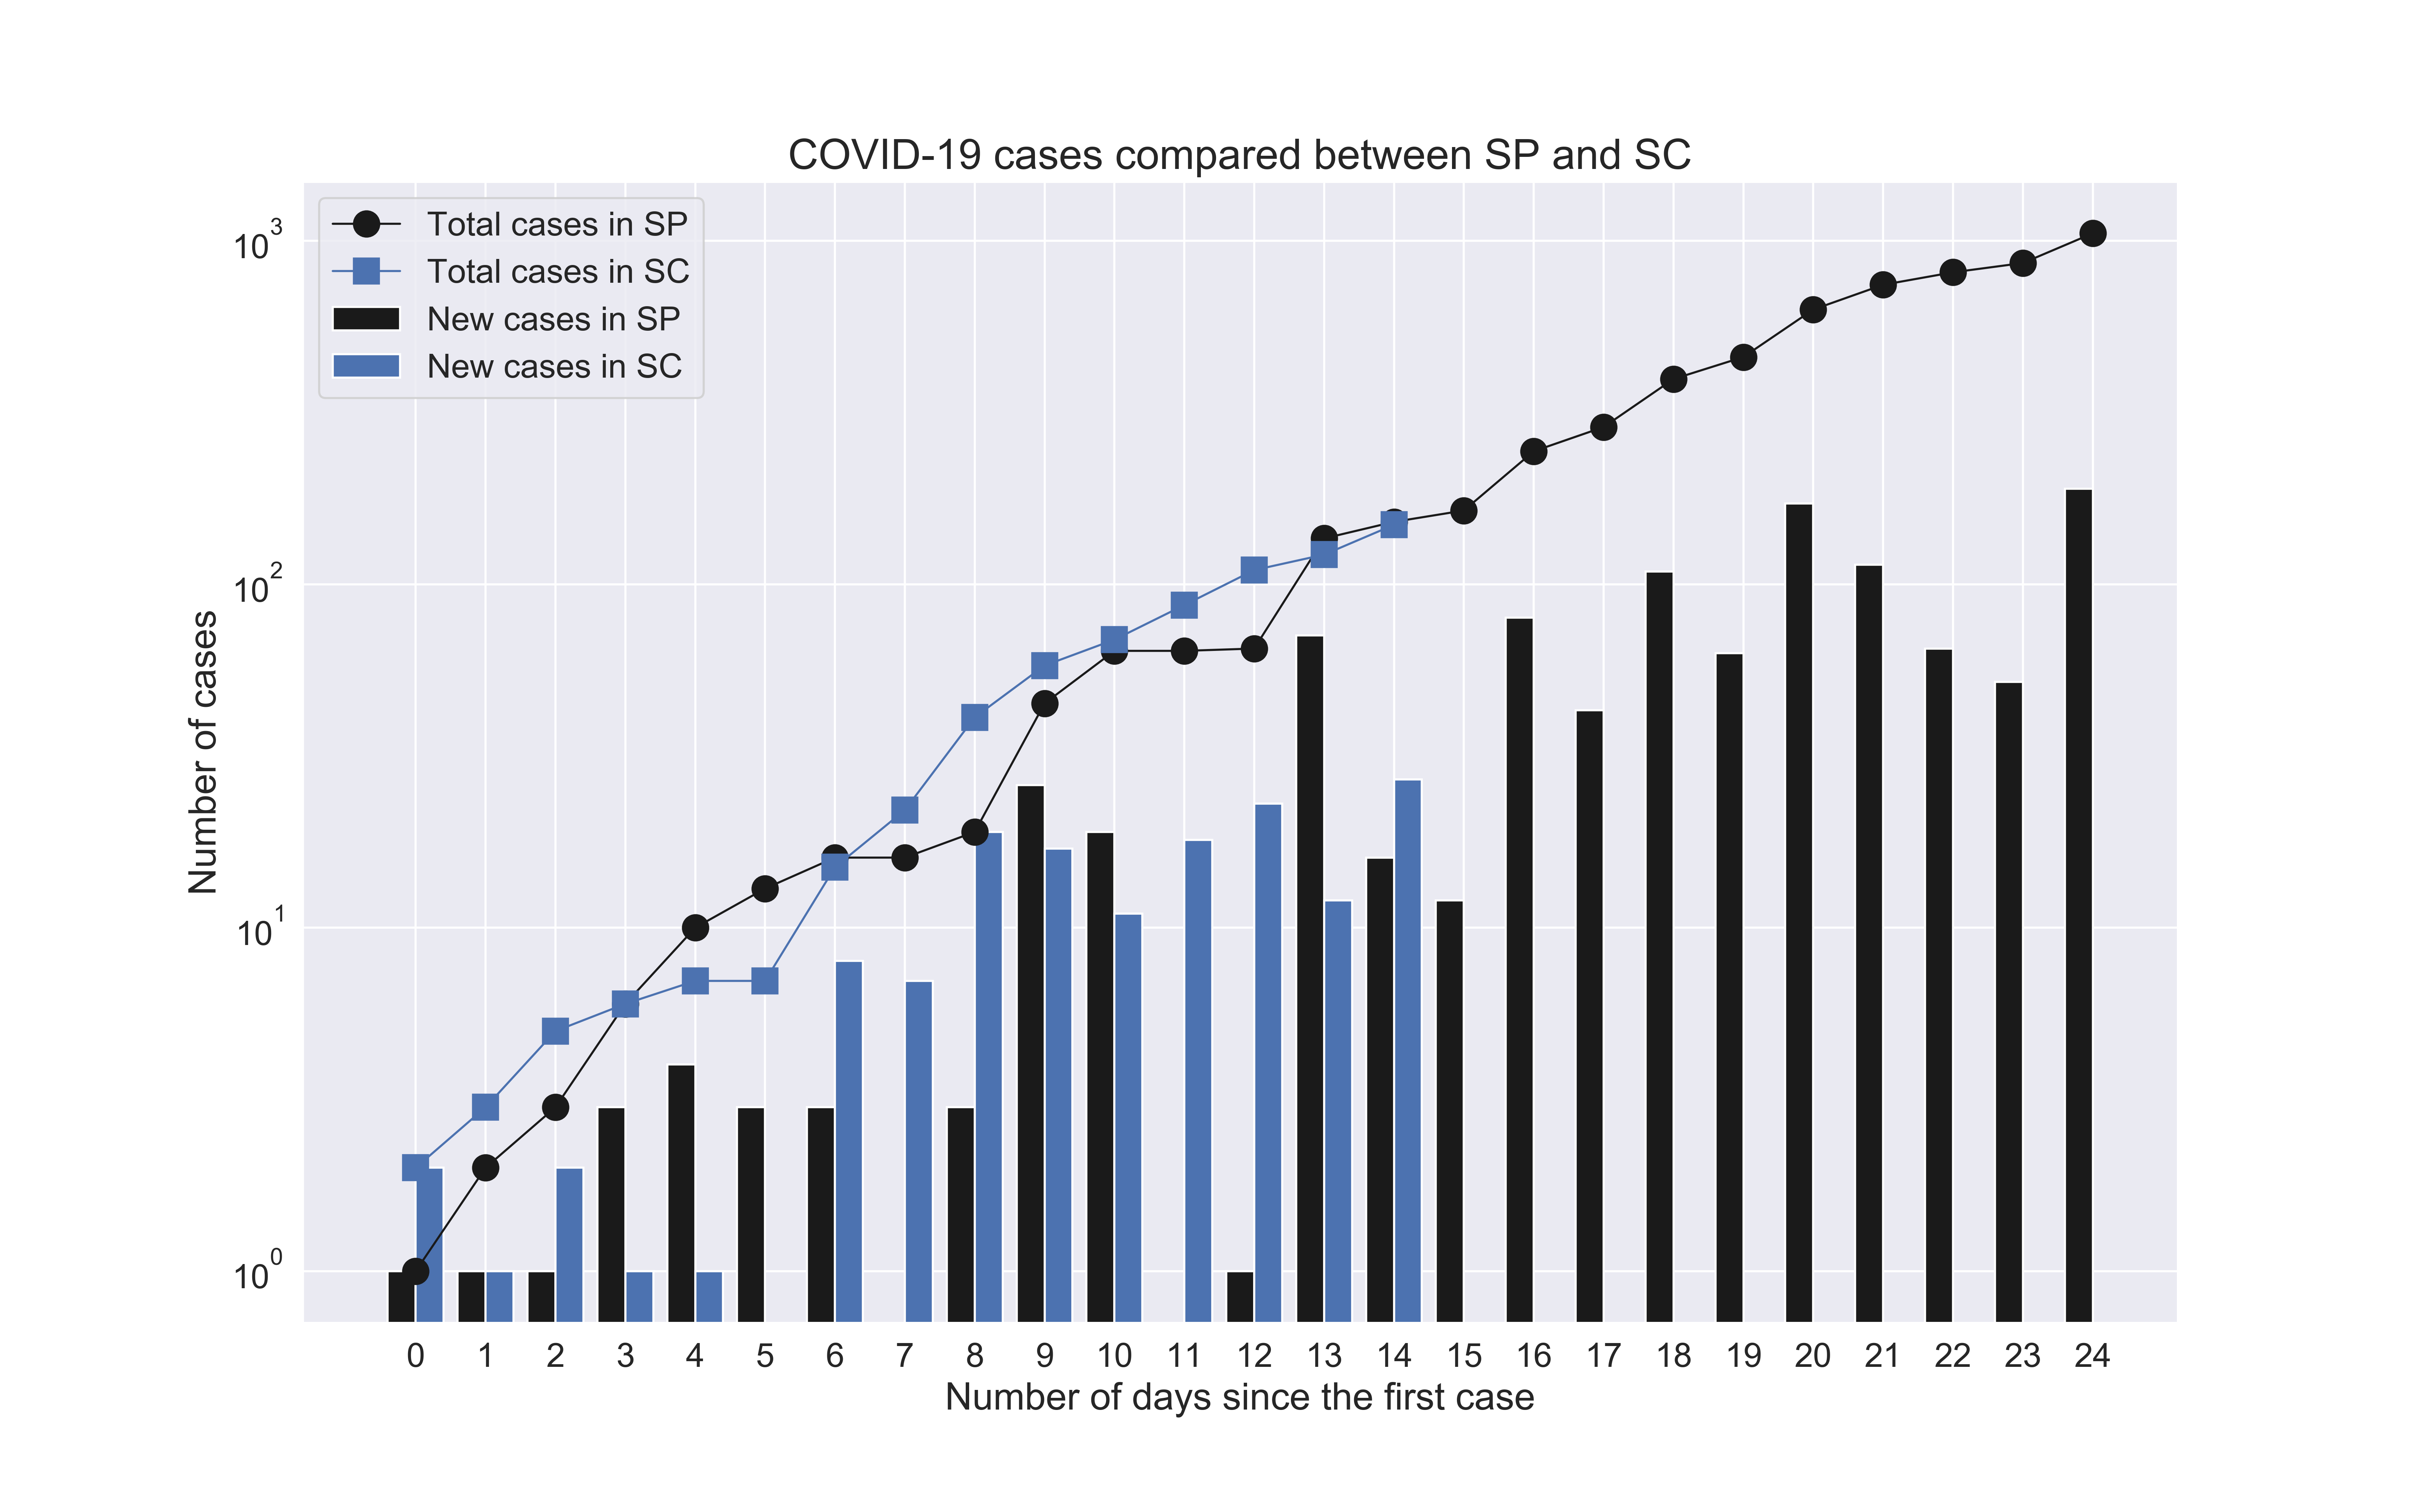 COVID-19 cases compared between SP and SC
Total cases in SP
Total cases in SC
New cases in SP
New cases in SC
Number of cases
10³
10²
10¹
10⁰
0 1 2 3 4 5 6 7 8 9 10 11 12 13 14 15 16 17 18 19 20 21 22 23 24
Number of days since the first case